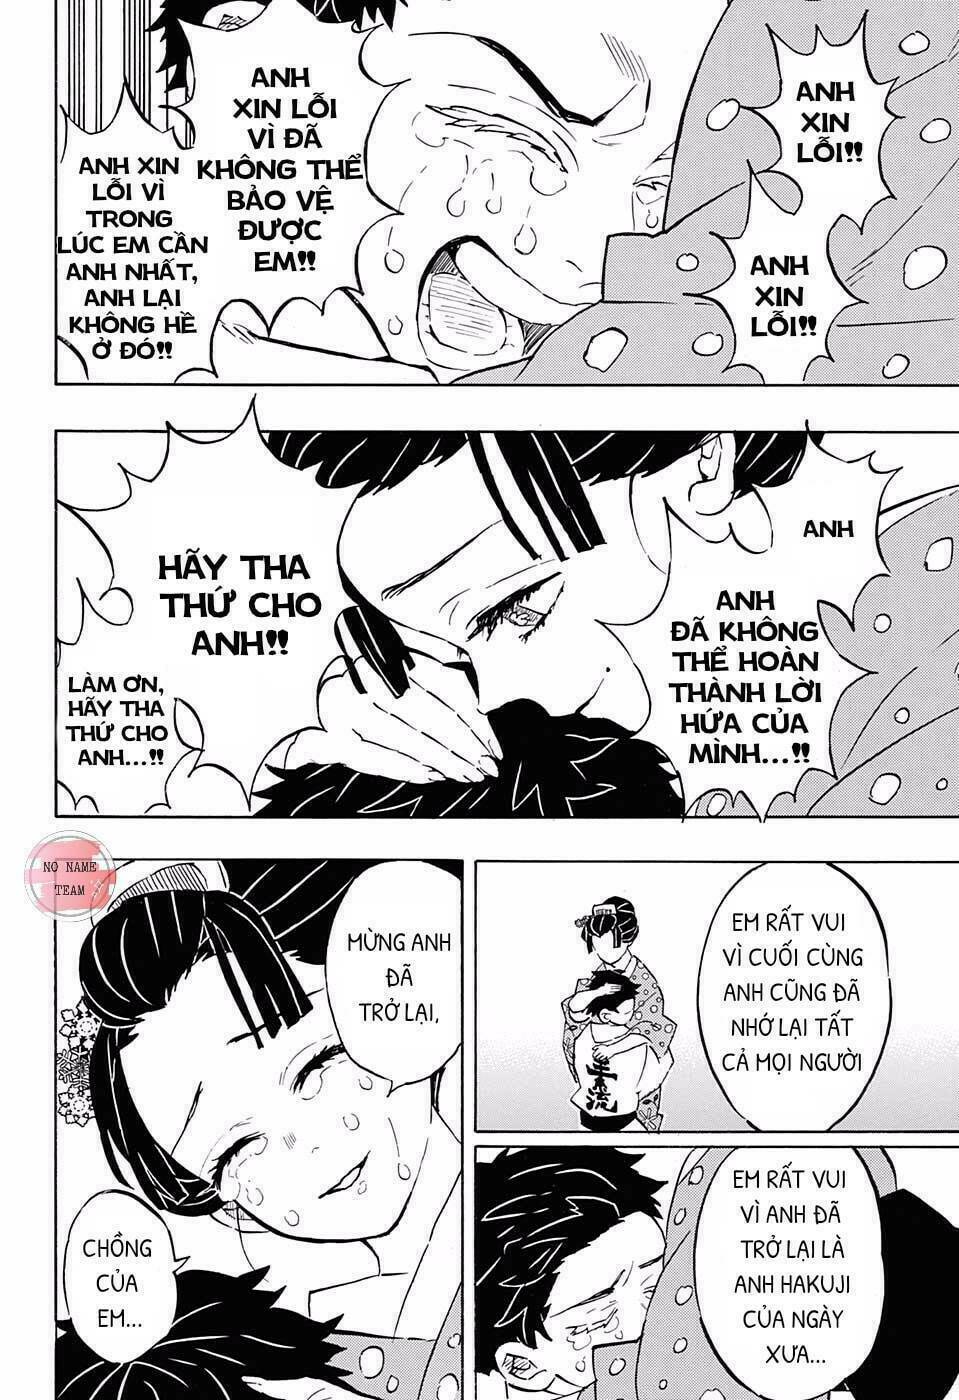 ANH
XIN
LỖI!!
ANH
XIN
LỖI!!
ANH
XIN LỖI
VÌ ĐÃ
KHÔNG THỂ
BẢO VỆ
ĐƯỢC
EM!!
ANH XIN
LỖI VÌ
TRONG
LÚC EM CẦN
ANH NHẤT,
ANH LẠI
KHÔNG HỀ
Ở ĐÓ!!
ANH
ANH
ĐÃ KHÔNG
THỂ HOÀN
THÀNH LỜI
HỨA CỦA
MÌNH...!!
HÃY THA
THỨ CHO
ANH!!
LÀM ƠN,
HÃY THA
THỨ CHO
ANH...!!
EM RẤT VUI
VÌ CUỐI CÙNG
ANH CŨNG ĐÃ
NHỚ LẠI TẤT
CẢ MỌI NGƯỜI
素流
EM RẤT VUI
VÌ ANH ĐÃ
TRỞ LẠI LÀ
ANH HAKUJI
CỦA NGÀY
XƯA...
MỪNG ANH
ĐÃ
TRỞ LẠI,
CHỒNG
CỦA
EM...
NO NAME
TEAM